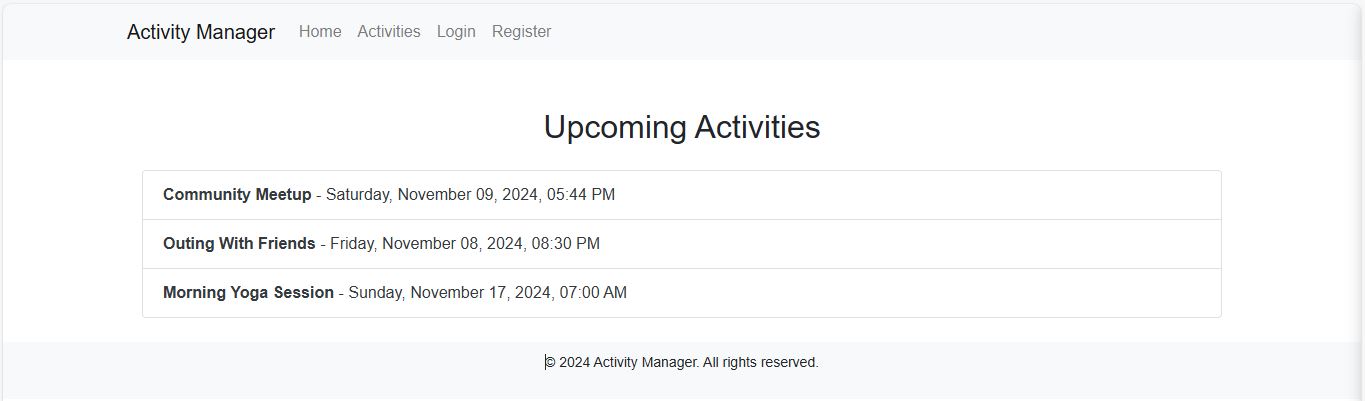 Activity Manager Home Activities Login Register
Upcoming Activities
Community Meetup - Saturday, November 09, 2024, 05:44 PM
Outing With Friends - Friday, November 08, 2024, 08:30 PM
Morning Yoga Session - Sunday, November 17, 2024, 07:00 AM
© 2024 Activity Manager. All rights reserved.